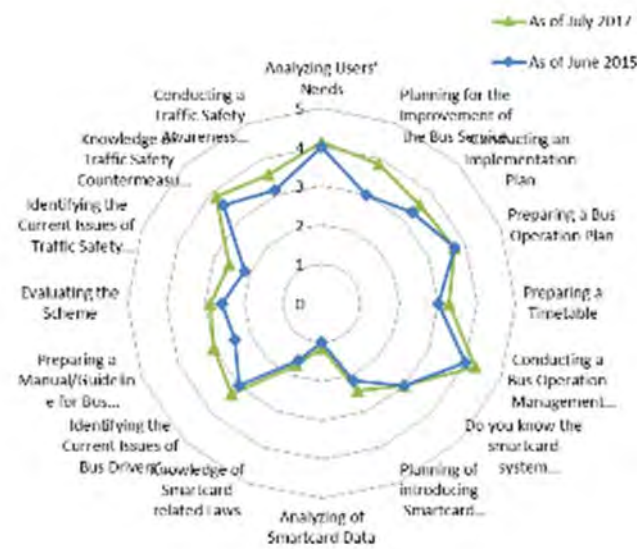 As of July 2017
As of June 2015
Analyzing Users'
Needs
Planning for the
Improvement of
the Bus Service
Conducting an
Implementation
Plan
Preparing a Bus
Operation Plan
Preparing a
Timetable
Conducting a
Bus Operation
Management...
Do you know the
smartcard
system...
Planning of
introducing
Smartcard...
Analyzing of
Smartcard Data
Knowledge of
Smartcard
related Laws
Identifying the
Current Issues of
Bus Driver
Preparing a
Manual/Guidelin
e for Bus...
Evaluating the
Scheme
Identifying the
Current Issues of
Traffic Safety...
Knowledge of
Traffic Safety
Countermeasu...
Conducting a
Traffic Safety
Awareness...
5
4
3
2
1
0